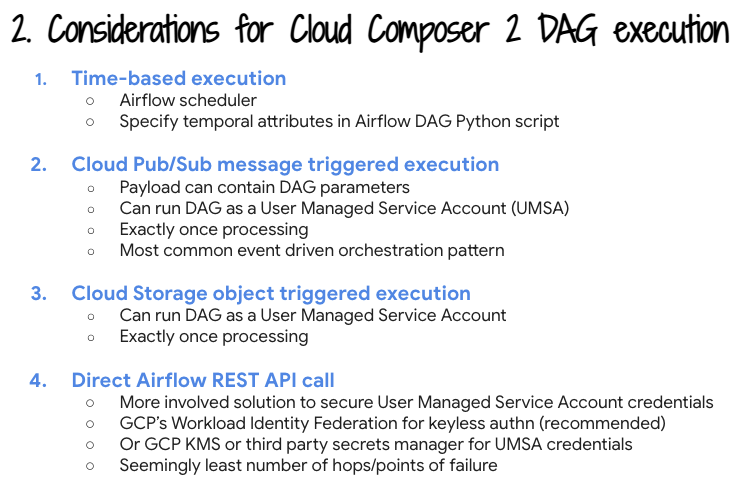 2. Considerations for Cloud Composer 2 DAG execution
1. Time-based execution
○ Airflow scheduler
○ Specify temporal attributes in Airflow DAG Python script
2. Cloud Pub/Sub message triggered execution
○ Payload can contain DAG parameters
○ Can run DAG as a User Managed Service Account (UMSA)
○ Exactly once processing
○ Most common event driven orchestration pattern
3. Cloud Storage object triggered execution
○ Can run DAG as a User Managed Service Account
○ Exactly once processing
4. Direct Airflow REST API call
○ More involved solution to secure User Managed Service Account credentials
○ GCP's Workload Identity Federation for keyless authn (recommended)
○ Or GCP KMS or third party secrets manager for UMSA credentials
○ Seemingly least number of hops/points of failure